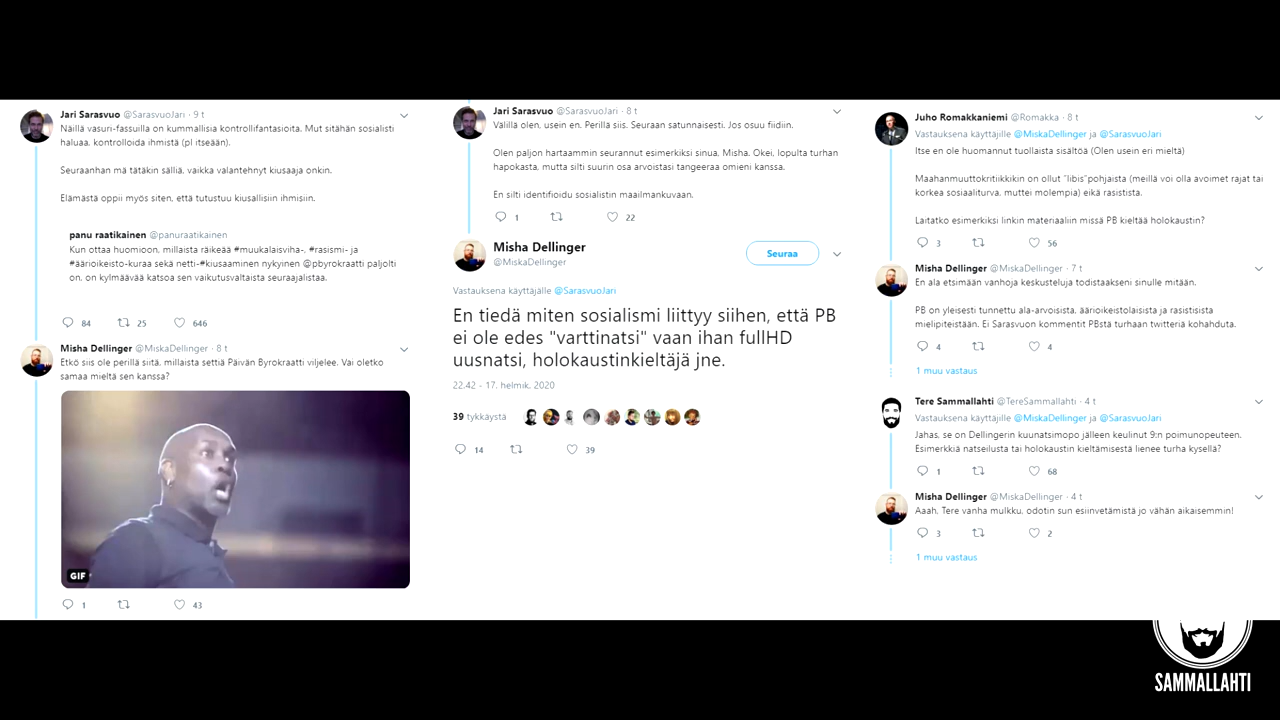 Jari Sarasvuo @SarasvuoJari · 9 t
Näillä vasuri-fassuilla on kummallisia kontrollifantasioita. Mut sitähän sosialisti
haluaa, kontrolloida ihmistä (pl itseään).
Seuraanhan mä tätäkin sälliä, vaikka valantehnyt kiusaaja onkin.
Elämästä oppii myös siten, että tutustuu kiusallisiin ihmisiin.
panu raatikainen @panuraatikainen
Kun ottaa huomioon, millaista räikeää #muukalaisviha-, #rasismi- ja
#äärioikeisto-kuraa sekä netti-#kiusaaminen nykyinen @pbyrokraatti paljolti
on, on kylmäävää katsoa sen vaikutusvaltaista seuraajalistaa.
84 25 646
Misha Dellinger @MiskaDellinger · 8 t
Etkö siis ole perillä siitä, millaista settiä Päivän Byrokraatti viljelee. Vai oletko
samaa mieltä sen kanssa?
GIF
1 43
Jari Sarasvuo @SarasvuoJari · 8 t
Välillä olen, usein en. Perillä siis. Seuraan satunnaisesti. Jos osuu fiidiin.
Olen paljon hartaammin seurannut esimerkiksi sinua, Misha. Okei, lopulta turhan
hapokasta, mutta silti suurin osa arvoistasi tangeeraa omieni kanssa.
En silti identifioidu sosialistin maailmankuvaan.
1 22
Misha Dellinger
@MiskaDellinger
Seuraa
Vastauksena käyttäjälle @SarasvuoJari
En tiedä miten sosialismi liittyy siihen, että PB
ei ole edes "varttinatsi" vaan ihan fullHD
uusnatsi, holokaustinkieltäjä jne.
22.42 - 17. helmik. 2020
39 tykkäystä
14 39
Juho Romakkaniemi @Romakka · 8 t
Vastauksena käyttäjille @MiskaDellinger ja @SarasvuoJari
Itse en ole huomannut tuollaista sisältöä (Olen usein eri mieltä)
Maahanmuuttokritiikkikin on ollut "libis"pohjaista (meillä voi olla avoimet rajat tai
korkea sosiaaliturva, muttei molempia) eikä rasistista.
Laitatko esimerkiksi linkin materiaaliin missä PB kieltää holokaustin?
3 56
Misha Dellinger @MiskaDellinger · 7 t
En ala etsimään vanhoja keskusteluja todistaakseni sinulle mitään.
PB on yleisesti tunnettu ala-arvoisista, äärioikeistolaisista ja rasistisista
mielipiteistään. Ei Sarasvuon kommentit PBstä turhaan twitteriä kohahduta.
4 4
1 muu vastaus
Tere Sammallahti @TereSammallahti · 4 t
Vastauksena käyttäjille @MiskaDellinger ja @SarasvuoJari
Jahas, se on Dellingerin kuunatsimopo jälleen keulinut 9:n poimunopeuteen.
Esimerkkiä natseilusta tai holokaustin kieltämisestä lienee turha kysellä?
1 68
Misha Dellinger @MiskaDellinger · 4 t
Aaah, Tere vanha mulkku, odotin sun esiinvetämistä jo vähän aikaisemmin!
3 2
1 muu vastaus
SAMMALLAHTI